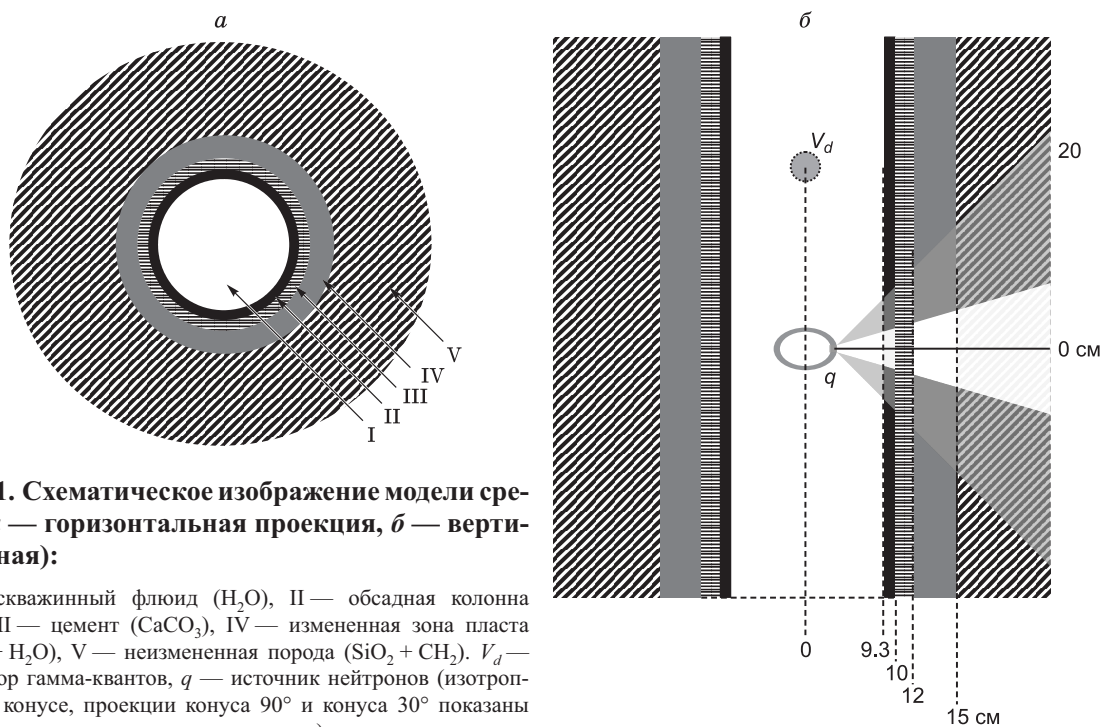 а
б
V
IV
III
II
I
V_d
q
20
0 см
0
9.3
10
12
15 см
1. Схематическое изображение модели сре-
— горизонтальная проекция, б — верти-
ная):
скважинный флюид (H₂O), II — обсадная колонна
II — цемент (CaCO₃), IV — измененная зона пласта
+ H₂O), V — неизмененная порода (SiO₂ + CH₂). V_d —
ор гамма-квантов, q — источник нейтронов (изотроп-
конусе, проекции конуса 90° и конуса 30° показаны